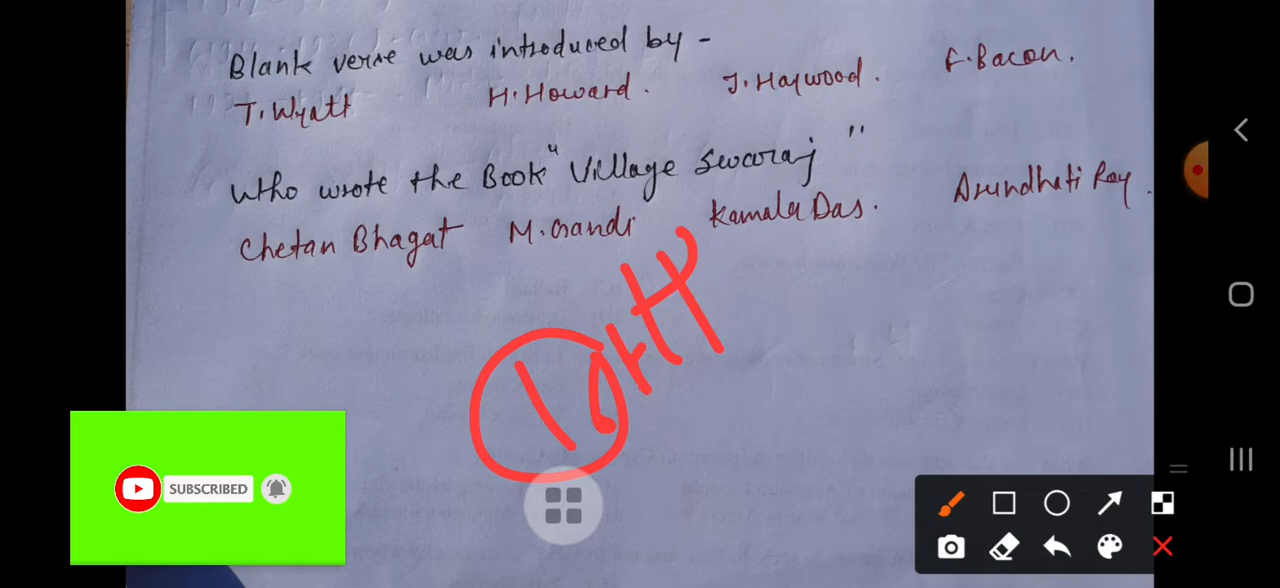 Blank verse was introduced by -
T. Wyatt H. Howard. J. Haywood. F. Bacon.
Who wrote the Book "Village Swaraj"
Chetan Bhagat M. Gandi Kamala Das. Arundhati Roy.
SUBSCRIBED